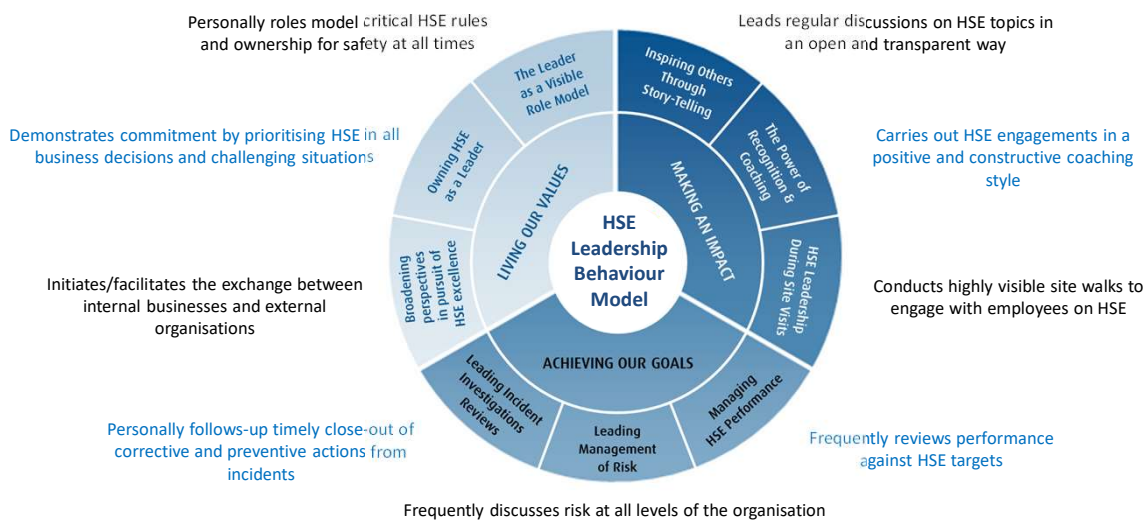 Personally roles model critical HSE rules
and ownership for safety at all times
Leads regular discussions on HSE topics in
an open and transparent way
The Leader
as a Visible
Role Model
Inspiring Others
Through
Story-Telling
Demonstrates commitment by prioritising HSE in all
business decisions and challenging situations
Owning HSE
as a Leader
The Power of
Recognition &
Coaching
Carries out HSE engagements in a
positive and constructive coaching
style
LIVING OUR VALUES
MAKING AN IMPACT
HSE
Leadership
Behaviour
Model
Initiates/facilitates the exchange between
internal businesses and external
organisations
Broadening
perspectives
in pursuit of
HSE excellence
HSE Leadership
During Site
Visits
Conducts highly visible site walks to
engage with employees on HSE
ACHIEVING OUR GOALS
Leading Incident
Investigations
Reviews
Leading
Management
of Risk
Managing
HSE Performance
Personally follows-up timely close-out of
corrective and preventive actions from
incidents
Frequently reviews performance
against HSE targets
Frequently discusses risk at all levels of the organisation